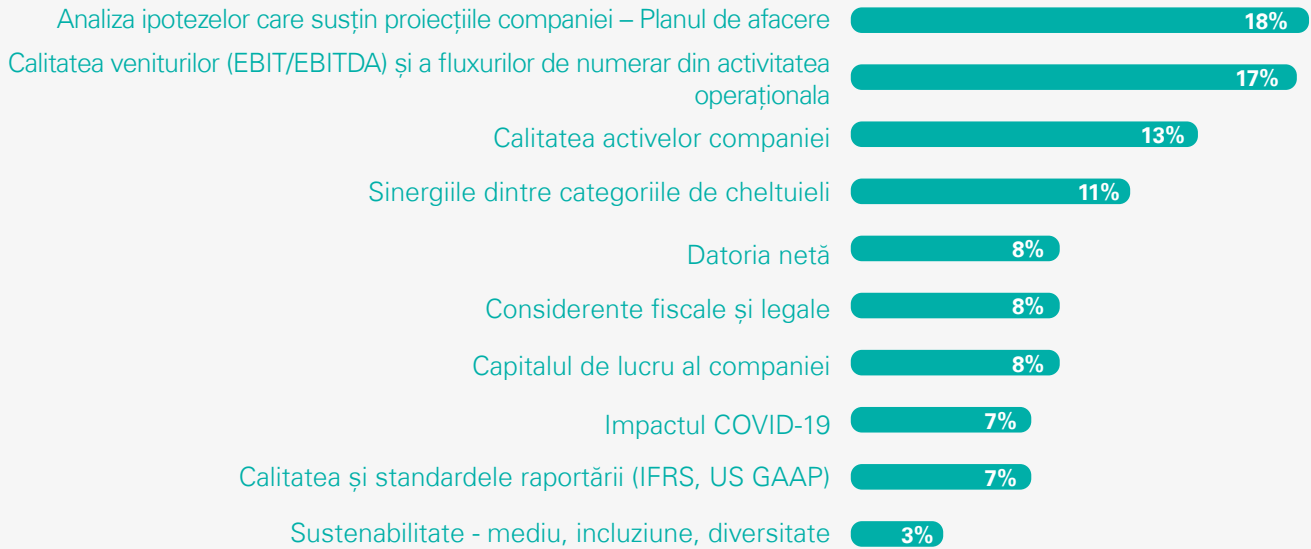 Analiza ipotezelor care susțin proiecțiile companiei – Planul de afacere 18%
Calitatea veniturilor (EBIT/EBITDA) și a fluxurilor de numerar din activitatea
operaționala 17%
Calitatea activelor companiei 13%
Sinergiile dintre categoriile de cheltuieli 11%
Datoria netă 8%
Considerente fiscale și legale 8%
Capitalul de lucru al companiei 8%
Impactul COVID-19 7%
Calitatea și standardele raportării (IFRS, US GAAP) 7%
Sustenabilitate - mediu, incluziune, diversitate 3%